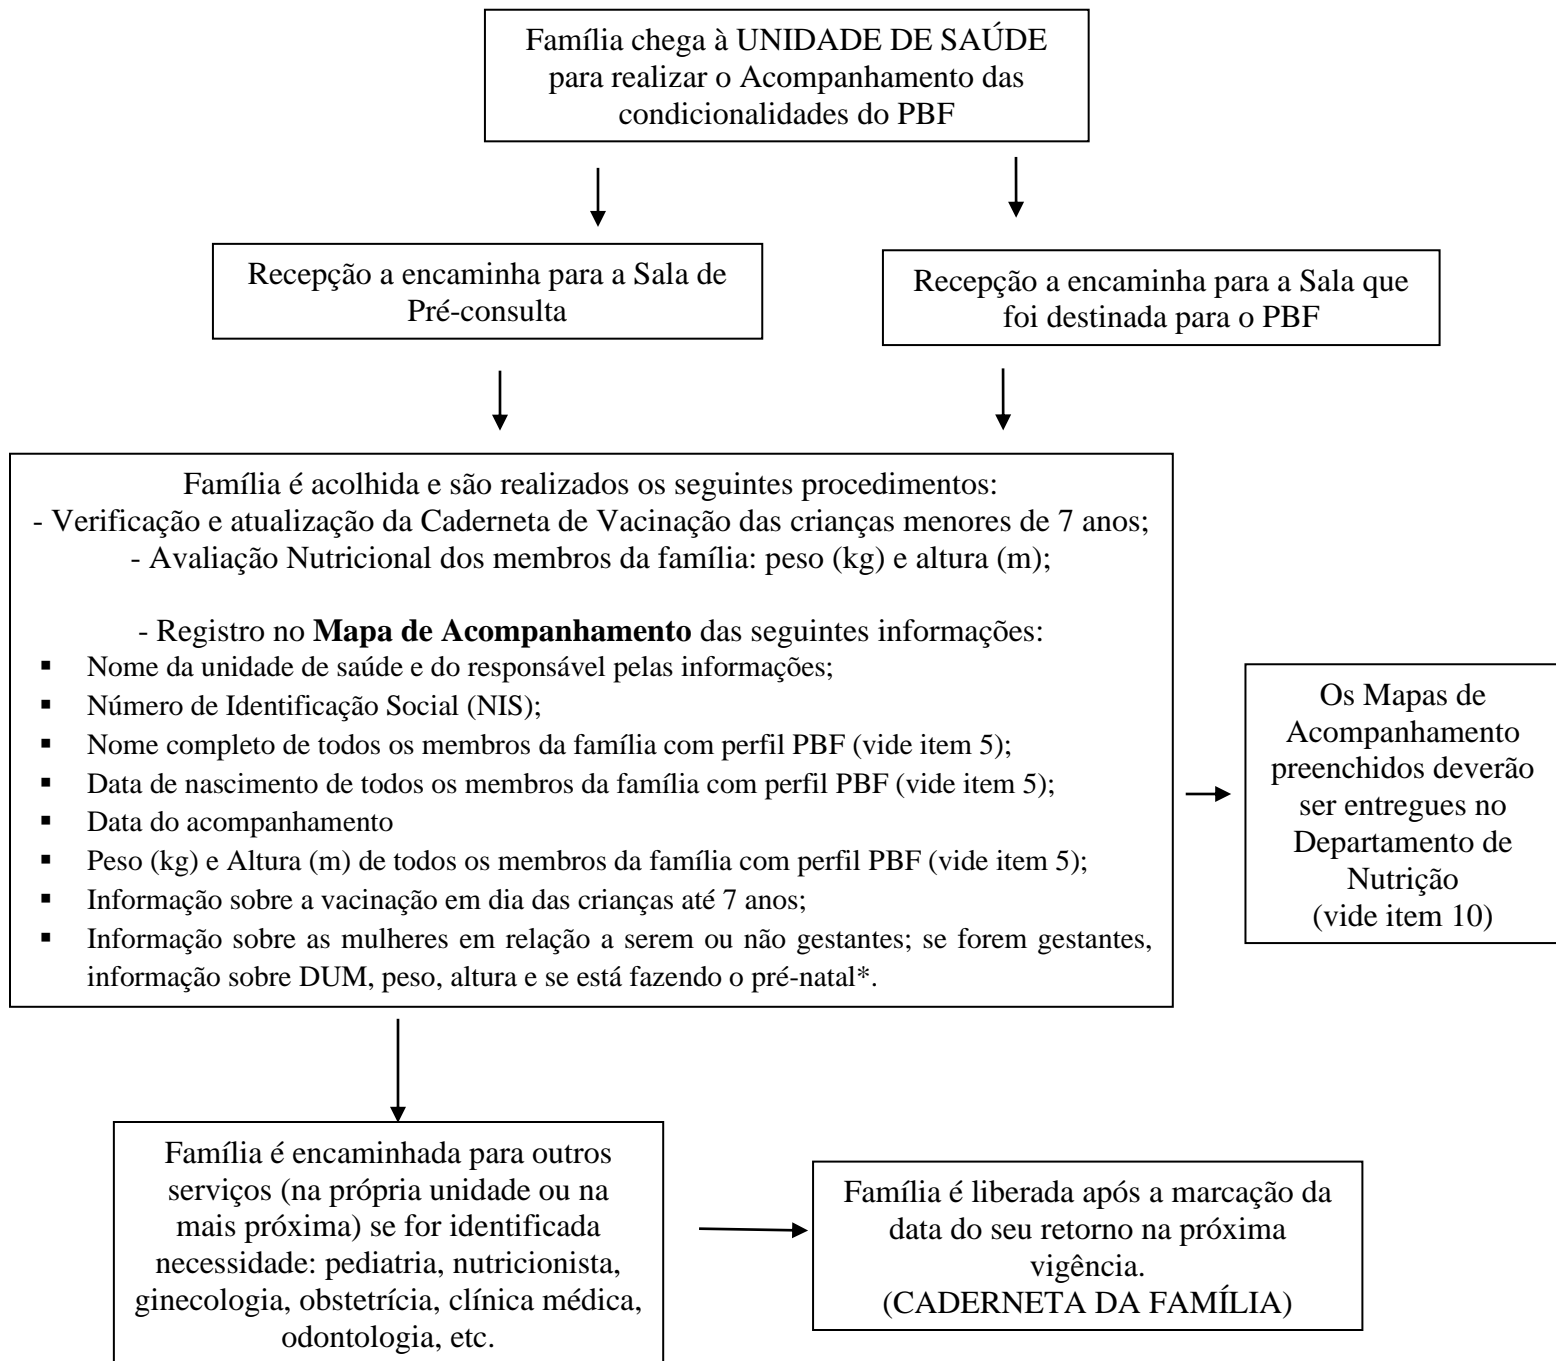 Família chega à UNIDADE DE SAÚDE
para realizar o Acompanhamento das
condicionalidades do PBF
Recepção a encaminha para a Sala de
Pré-consulta
Recepção a encaminha para a Sala que
foi destinada para o PBF
Família é acolhida e são realizados os seguintes procedimentos:
- Verificação e atualização da Caderneta de Vacinação das crianças menores de 7 anos;
- Avaliação Nutricional dos membros da família: peso (kg) e altura (m);
- Registro no Mapa de Acompanhamento das seguintes informações:
▪ Nome da unidade de saúde e do responsável pelas informações;
▪ Número de Identificação Social (NIS);
▪ Nome completo de todos os membros da família com perfil PBF (vide item 5);
▪ Data de nascimento de todos os membros da família com perfil PBF (vide item 5);
▪ Data do acompanhamento
▪ Peso (kg) e Altura (m) de todos os membros da família com perfil PBF (vide item 5);
▪ Informação sobre a vacinação em dia das crianças até 7 anos;
▪ Informação sobre as mulheres em relação a serem ou não gestantes; se forem gestantes,
informação sobre DUM, peso, altura e se está fazendo o pré-natal*.
Os Mapas de
Acompanhamento
preenchidos deverão
ser entregues no
Departamento de
Nutrição
(vide item 10)
Família é encaminhada para outros
serviços (na própria unidade ou na
mais próxima) se for identificada
necessidade: pediatria, nutricionista,
ginecologia, obstetrícia, clínica médica,
odontologia, etc.
Família é liberada após a marcação da
data do seu retorno na próxima
vigência.
(CADERNETA DA FAMÍLIA)